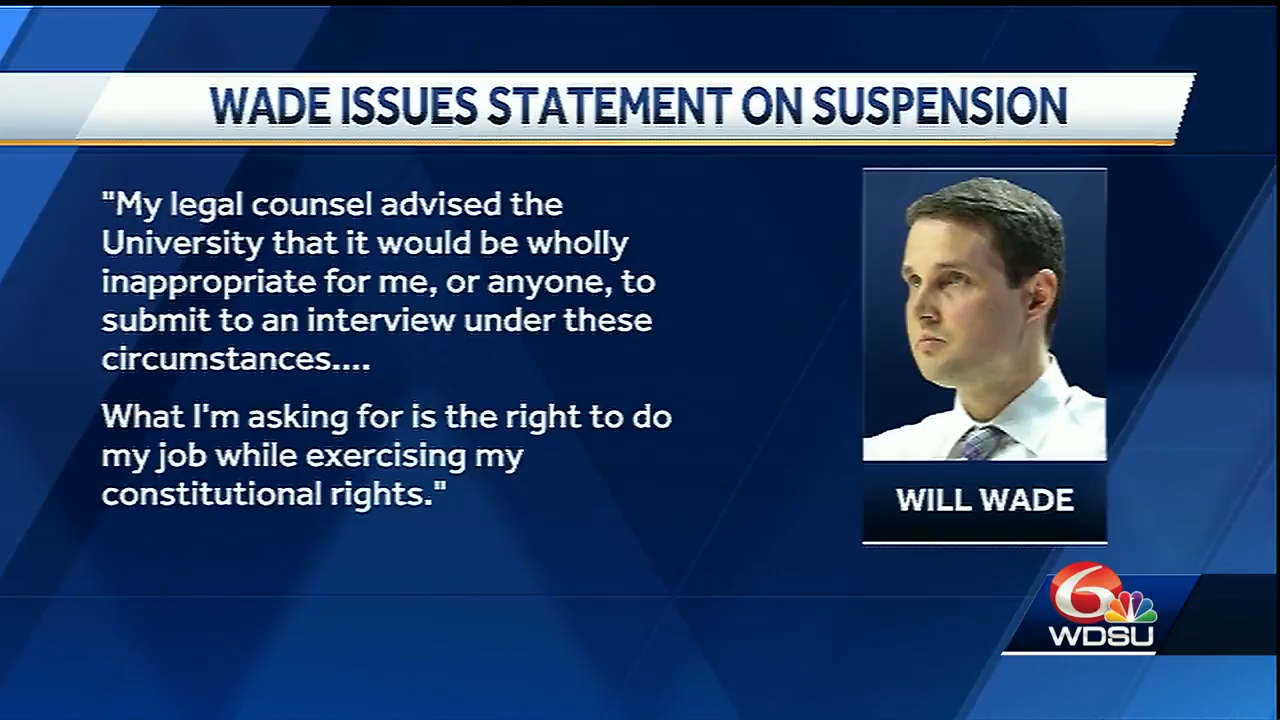 WADE ISSUES STATEMENT ON SUSPENSION
"My legal counsel advised the
University that it would be wholly
inappropriate for me, or anyone, to
submit to an interview under these
circumstances....
What I'm asking for is the right to do
my job while exercising my
constitutional rights."
WILL WADE
6
WDSU